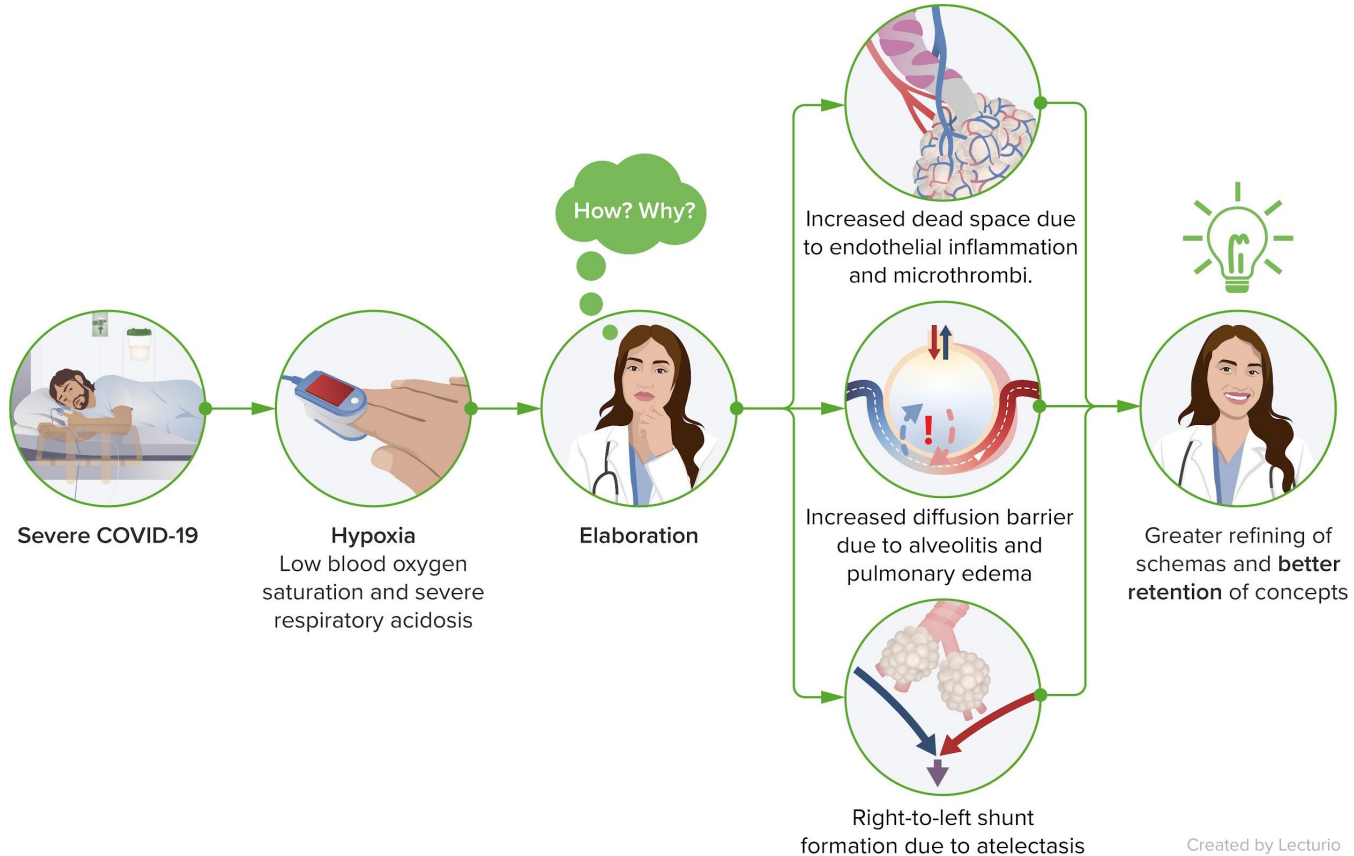 Severe COVID-19
Hypoxia
Low blood oxygen
saturation and severe
respiratory acidosis
How? Why?
Elaboration
Increased dead space due
to endothelial inflammation
and microthrombi.
Increased diffusion barrier
due to alveolitis and
pulmonary edema
!
Right-to-left shunt
formation due to atelectasis
Greater refining of
schemas and better
retention of concepts
Created by Lecturio